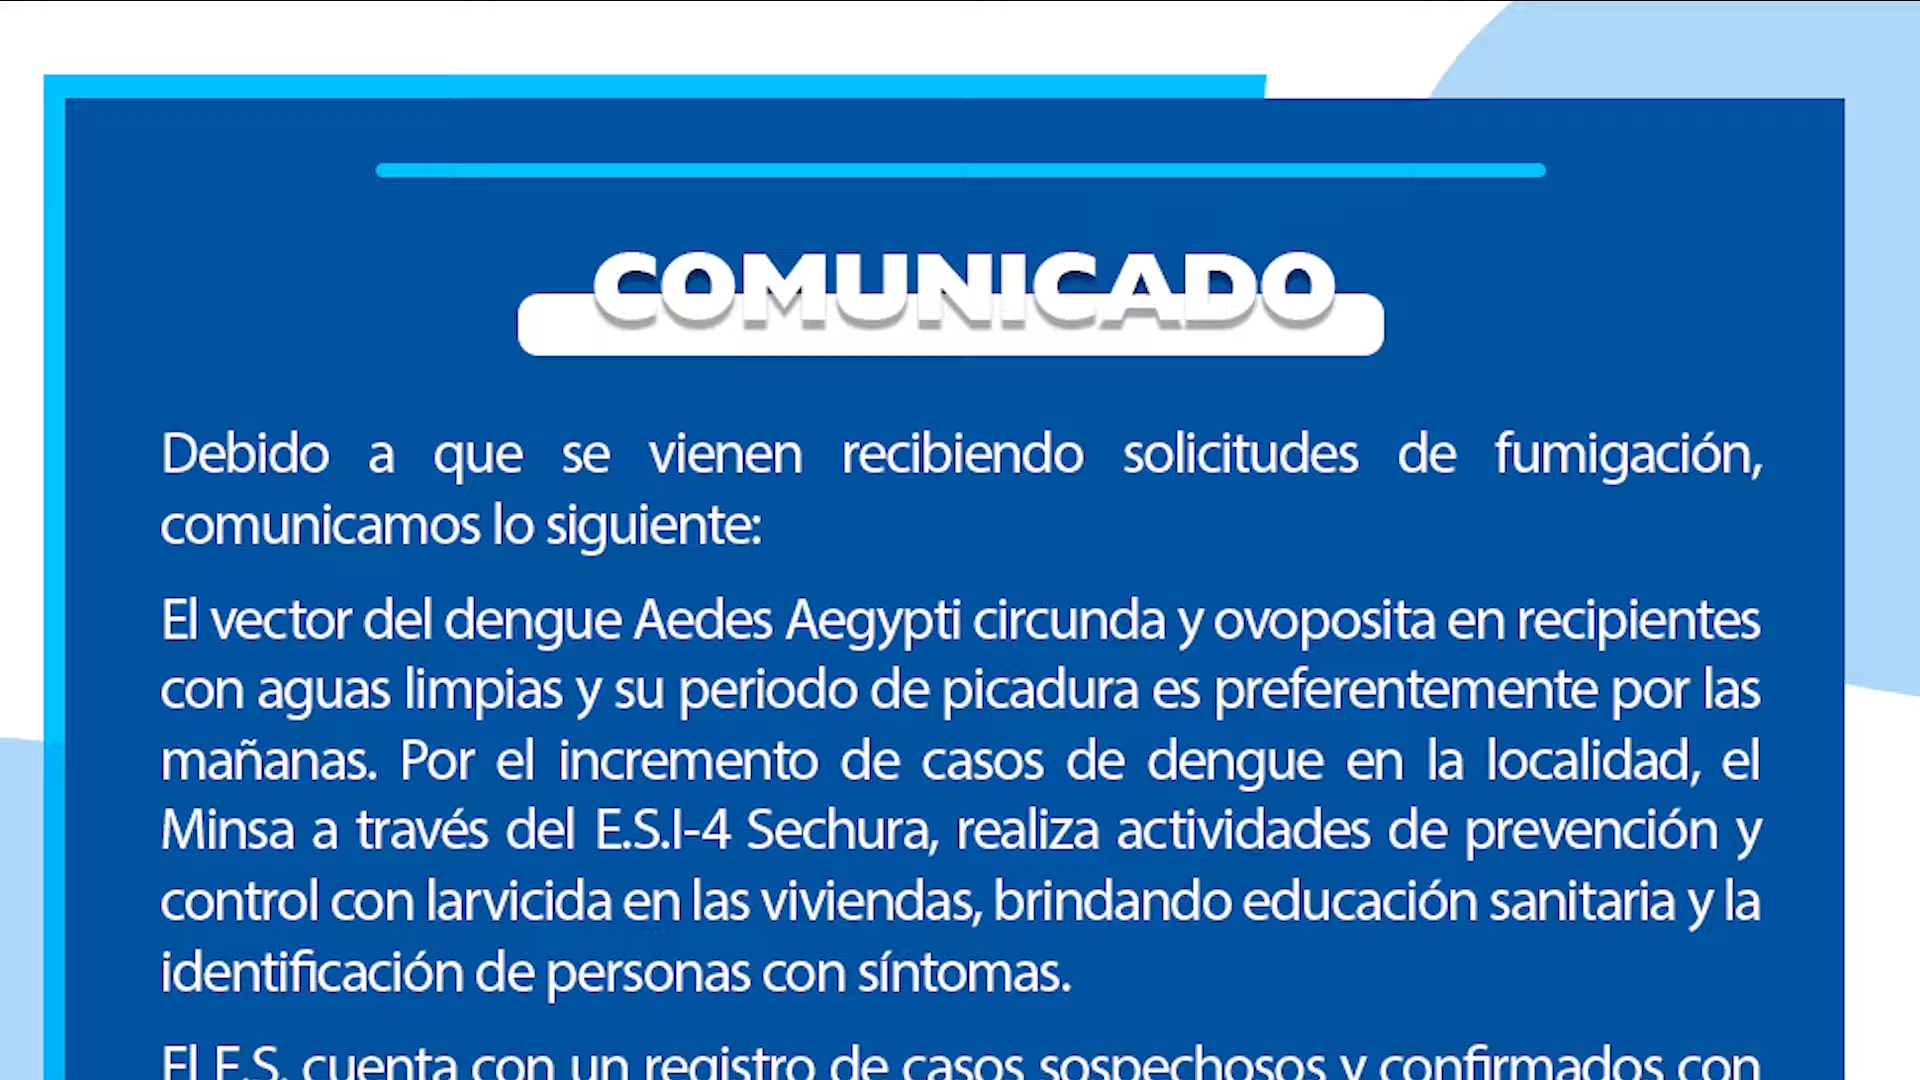 COMUNICADO
Debido a que se vienen recibiendo solicitudes de fumigación,
comunicamos lo siguiente:
El vector del dengue Aedes Aegypti circunda y ovoposita en recipientes
con aguas limpias y su periodo de picadura es preferentemente por las
mañanas. Por el incremento de casos de dengue en la localidad, el
Minsa a través del E.S.I-4 Sechura, realiza actividades de prevención y
control con larvicida en las viviendas, brindando educación sanitaria y la
identificación de personas con síntomas.
El E.S. cuenta con un registro de casos sospechosos y confirmados con